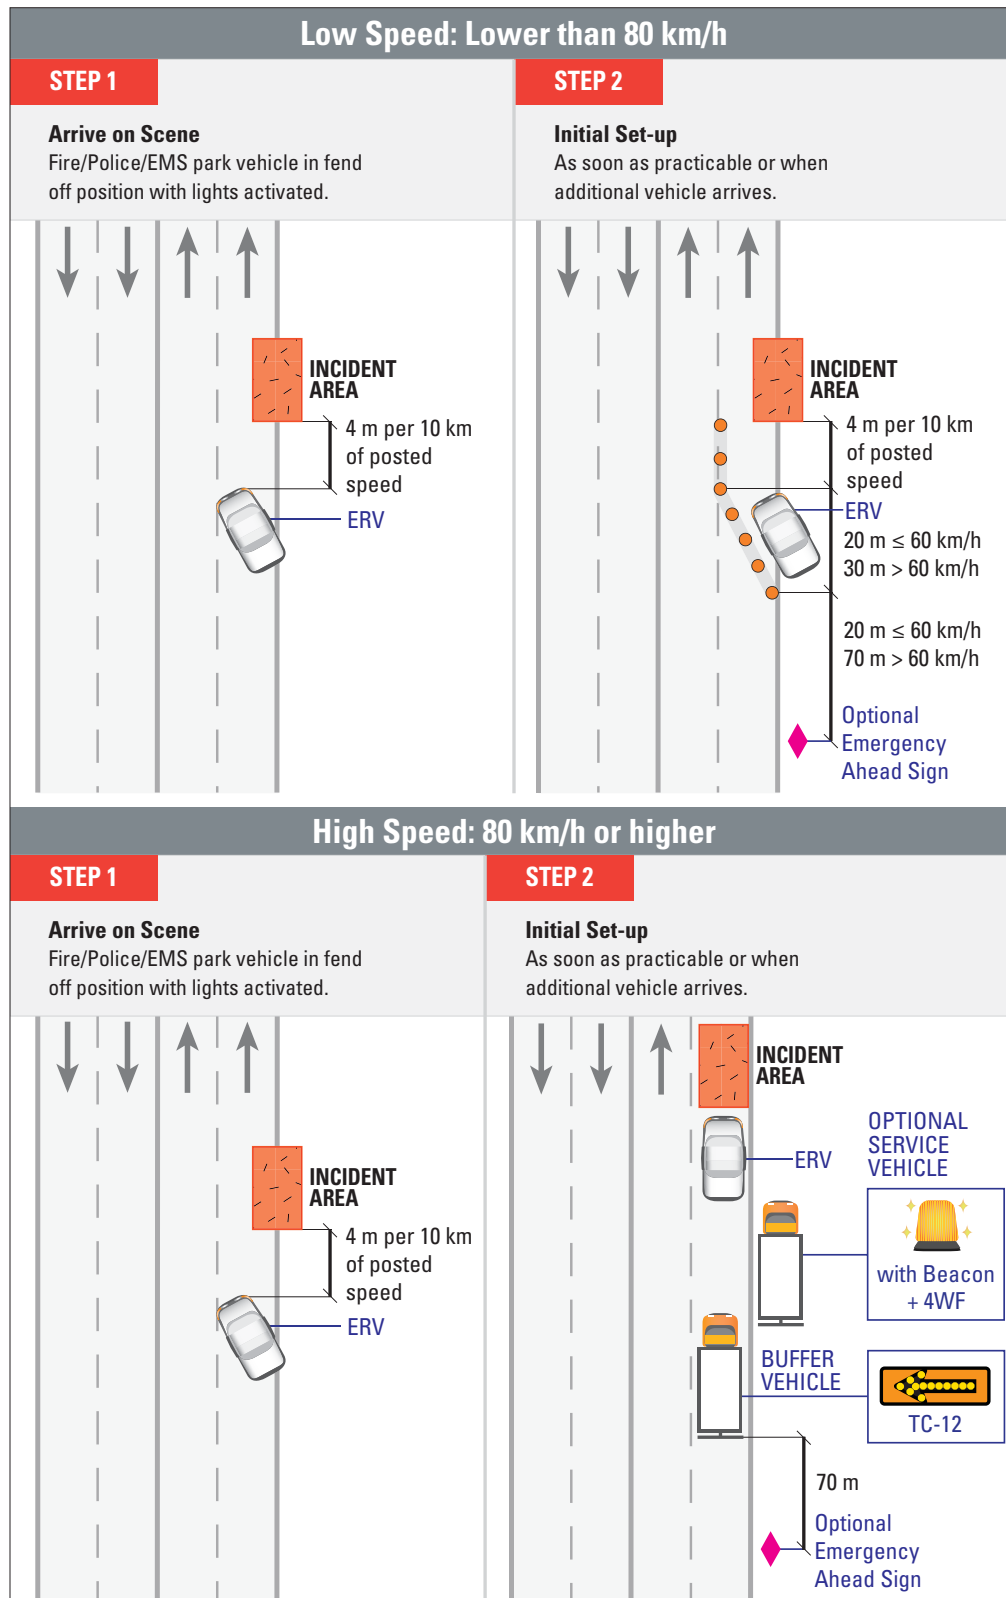 Low Speed: Lower than 80 km/h
STEP 1
Arrive on Scene
Fire/Police/EMS park vehicle in fend
off position with lights activated.
INCIDENT
AREA
4 m per 10 km
of posted
speed
ERV
STEP 2
Initial Set-up
As soon as practicable or when
additional vehicle arrives.
INCIDENT
AREA
4 m per 10 km
of posted
speed
ERV
20 m ≤ 60 km/h
30 m > 60 km/h
20 m ≤ 60 km/h
70 m > 60 km/h
Optional
Emergency
Ahead Sign
High Speed: 80 km/h or higher
STEP 1
Arrive on Scene
Fire/Police/EMS park vehicle in fend
off position with lights activated.
INCIDENT
AREA
4 m per 10 km
of posted
speed
ERV
STEP 2
Initial Set-up
As soon as practicable or when
additional vehicle arrives.
INCIDENT
AREA
ERV
OPTIONAL
SERVICE
VEHICLE
with Beacon
+ 4WF
BUFFER
VEHICLE
TC-12
70 m
Optional
Emergency
Ahead Sign